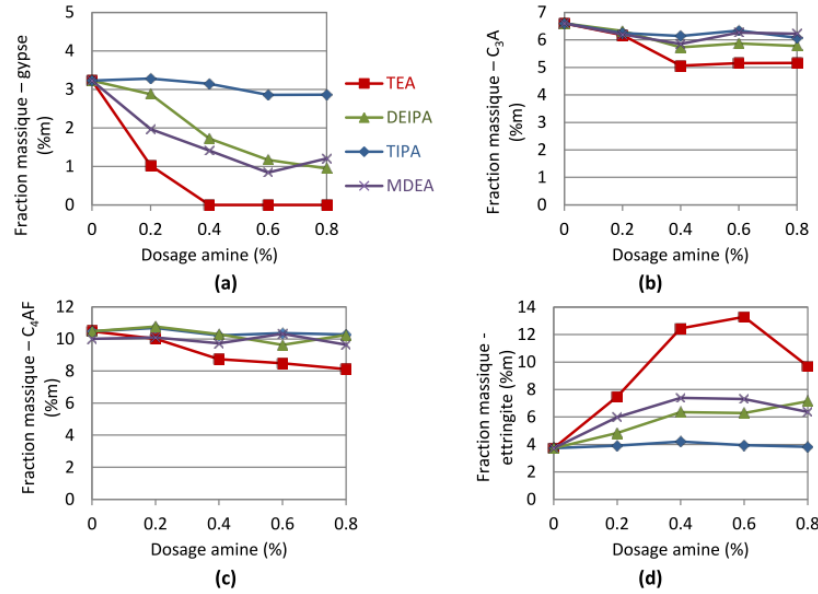 Fraction massique – gypse
(%m)
5
4
3
2
1
0
0 0.2 0.4 0.6 0.8
Dosage amine (%)
(a)
TEA
DEIPA
TIPA
MDEA
Fraction massique – C₃A
(%m)
7
6
5
4
3
2
1
0
0 0.2 0.4 0.6 0.8
Dosage amine (%)
(b)
Fraction massique – C₄AF
(%m)
12
10
8
6
4
2
0
0 0.2 0.4 0.6 0.8
Dosage amine (%)
(c)
Fraction massique -
ettringite (%m)
14
12
10
8
6
4
2
0
0 0.2 0.4 0.6 0.8
Dosage amine (%)
(d)